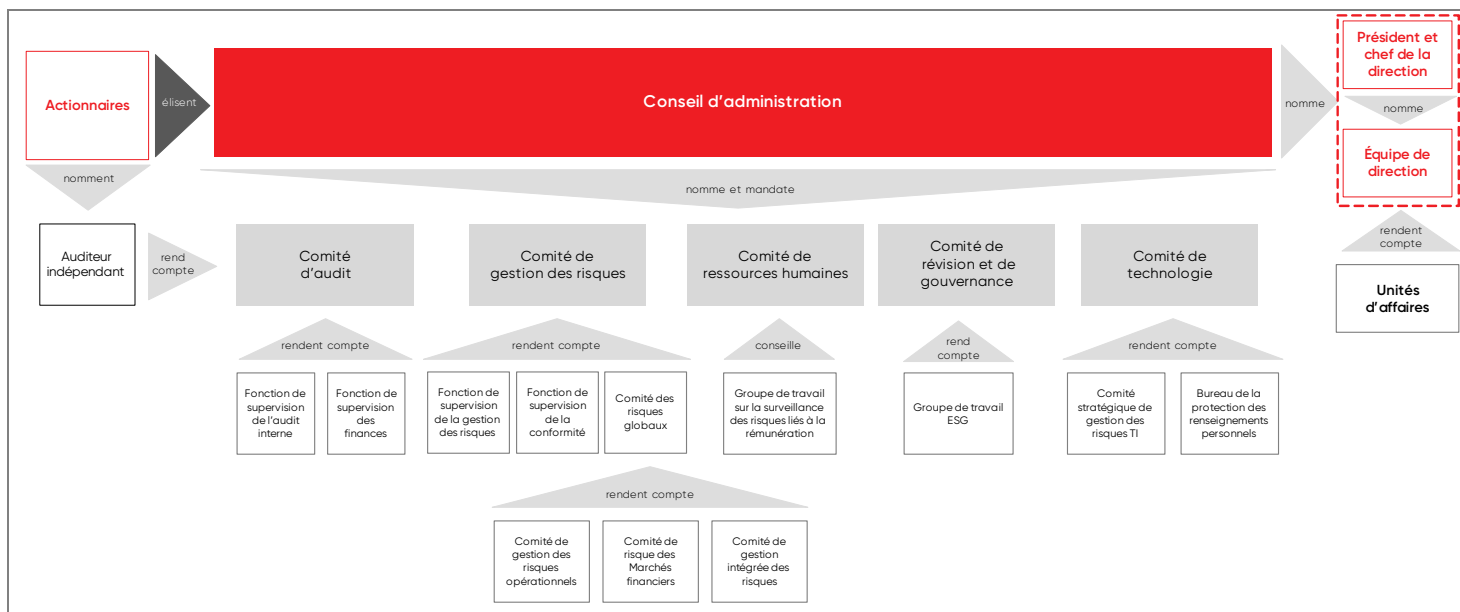 Actionnaires
élisent
Conseil d'administration
nomme
Président et
chef de la
direction
nomme
Équipe de
direction
nomment
nomme et mandate
rendent
compte
Auditeur
indépendant
rend
compte
Comité
d'audit
Comité de
gestion des risques
Comité de
ressources humaines
Comité de
révision et de
gouvernance
Comité de
technologie
Unités
d'affaires
rendent compte
rendent compte
conseille
rend
compte
rendent compte
Fonction de
supervision de
l'audit
interne
Fonction de
supervision
des
finances
Fonction de
supervision
de la gestion
des risques
Fonction de
supervision
de la
conformité
Comité des
risques
globaux
Groupe de travail
sur la surveillance
des risques liés à la
rémunération
Groupe de travail
ESG
Comité
stratégique de
gestion des
risques TI
Bureau de la
protection des
renseignements
personnels
rendent compte
Comité de
gestion des
risques
opérationnels
Comité de
risque des
Marchés
financiers
Comité de
gestion
intégrée des
risques